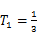 T₁ = 1/3